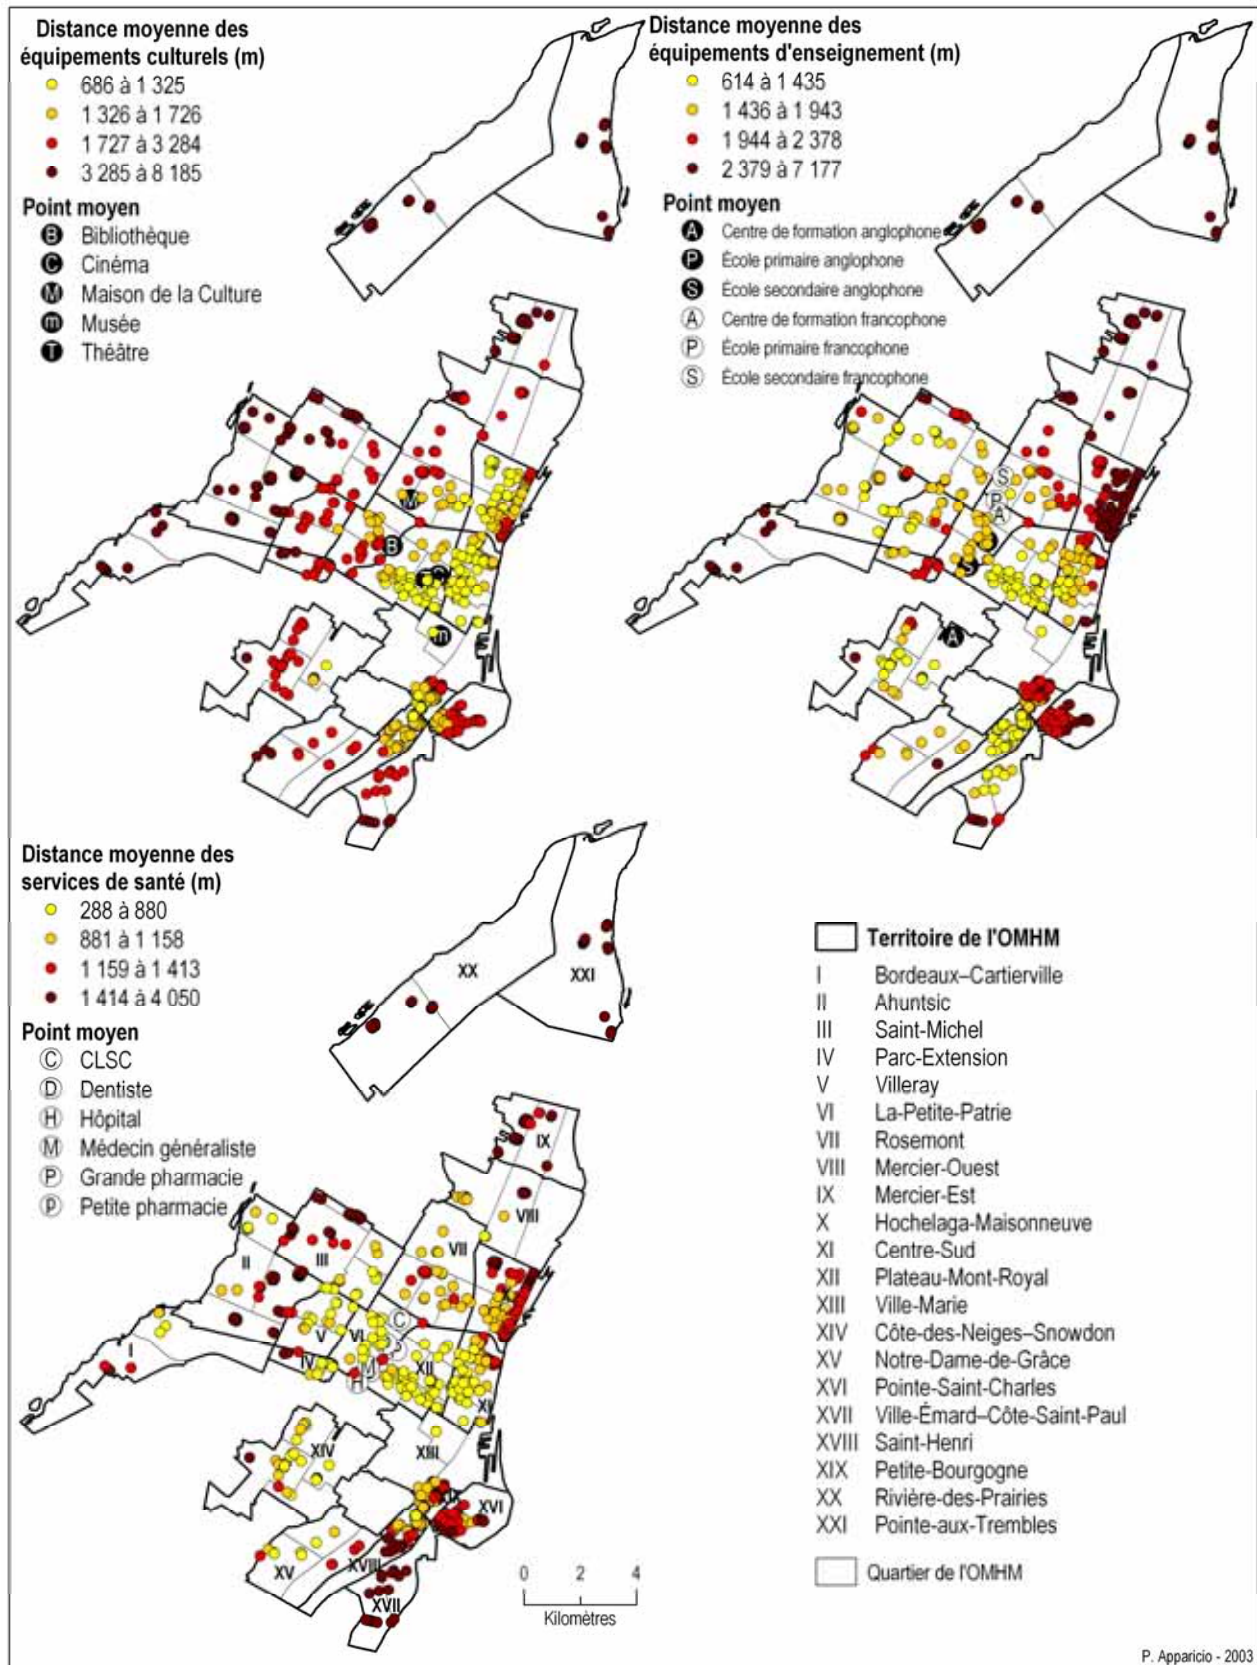 Distance moyenne des
équipements culturels (m)
686 à 1 325
1 326 à 1 726
1 727 à 3 284
3 285 à 8 185
Point moyen
B Bibliothèque
C Cinéma
M Maison de la Culture
m Musée
T Théâtre
M
B
m
Distance moyenne des
équipements d'enseignement (m)
614 à 1 435
1 436 à 1 943
1 944 à 2 378
2 379 à 7 177
Point moyen
A Centre de formation anglophone
P École primaire anglophone
S École secondaire anglophone
A Centre de formation francophone
P École primaire francophone
S École secondaire francophone
S
P
A
S
A
Distance moyenne des
services de santé (m)
288 à 880
881 à 1 158
1 159 à 1 413
1 414 à 4 050
Point moyen
C CLSC
D Dentiste
H Hôpital
M Médecin généraliste
P Grande pharmacie
p Petite pharmacie
XX
XXI
IX
VIII
VII
II
III
C
V
VI
P
I
IV
M
H
XII
XI
XIV
XIII
XIX
XVI
XV
XVIII
XVII
0 2 4
Kilomètres
Territoire de l'OMHM
I Bordeaux–Cartierville
II Ahuntsic
III Saint-Michel
IV Parc-Extension
V Villeray
VI La-Petite-Patrie
VII Rosemont
VIII Mercier-Ouest
IX Mercier-Est
X Hochelaga-Maisonneuve
XI Centre-Sud
XII Plateau-Mont-Royal
XIII Ville-Marie
XIV Côte-des-Neiges–Snowdon
XV Notre-Dame-de-Grâce
XVI Pointe-Saint-Charles
XVII Ville-Émard–Côte-Saint-Paul
XVIII Saint-Henri
XIX Petite-Bourgogne
XX Rivière-des-Prairies
XXI Pointe-aux-Trembles
Quartier de l'OMHM
P. Apparicio - 2003